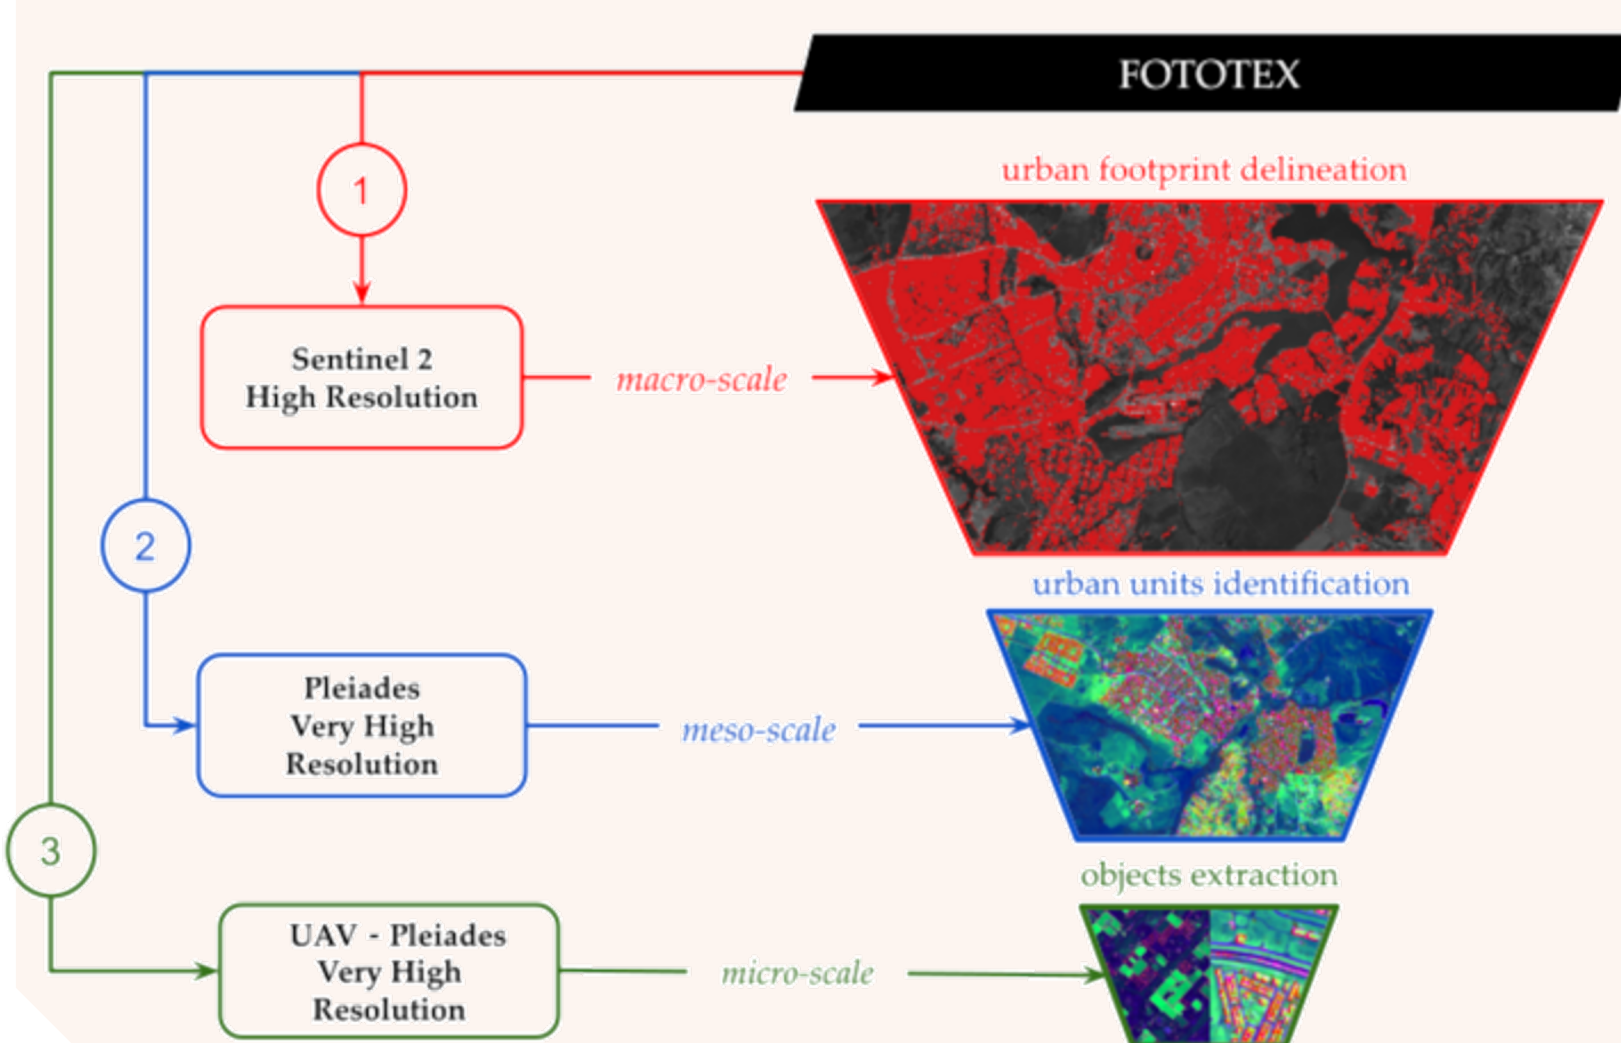 FOTOTEX
urban footprint delineation
1
Sentinel 2
High Resolution
macro-scale
2
urban units identification
Pleiades
Very High
Resolution
meso-scale
3
objects extraction
UAV - Pleiades
Very High
Resolution
micro-scale